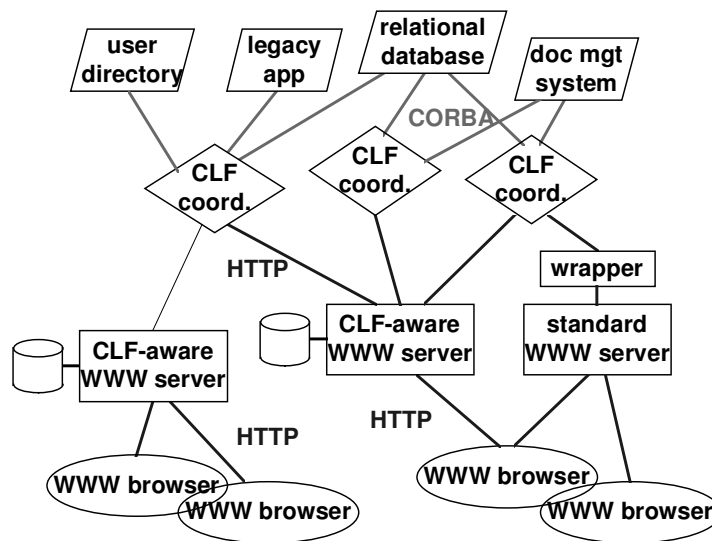 user
directory
legacy
app
relational
database
doc mgt
system
CORBA
CLF
coord.
CLF
coord.
CLF
coord.
HTTP
wrapper
CLF-aware
WWW server
CLF-aware
WWW server
standard
WWW server
HTTP
HTTP
WWW browser
WWW browser
WWW browser
WWW browser